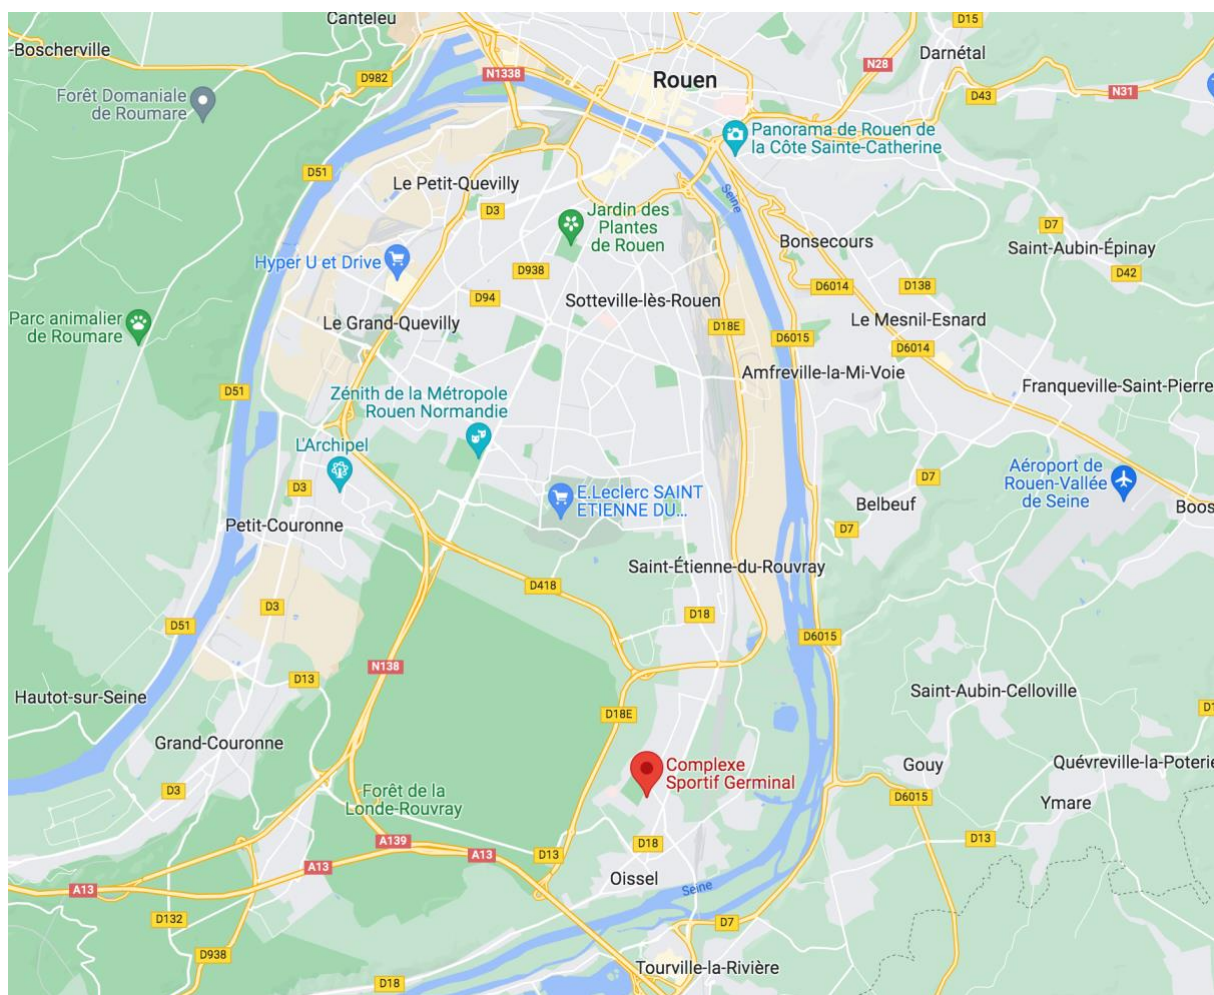 Canteleu
D15
-Boscherville
Darnétal
N28
D982
N1338
Rouen
Forêt Domaniale
de Roumare
D43
N31
Panorama de Rouen de
la Côte Sainte-Catherine
D51
Le Petit-Quevilly
Seine
D3
Jardin des
Plantes
de Rouen
D7
Bonsecours
Saint-Aubin-Épinay
Hyper U et Drive
D938
D42
D94
Sotteville-lès-Rouen
D6014
D138
Parc animalier
de Roumare
Le Grand-Quevilly
D18E
Le Mesnil-Esnard
D6015
D6014
Amfreville-la-Mi-Voie
D51
Franqueville-Saint-Pierre
Zénith de la Métropole
Rouen Normandie
L'Archipel
Aéroport de
Rouen-Vallée
de Seine
D7
D3
E.Leclerc SAINT
ETIENNE DU...
Belbeuf
Boos
Petit-Couronne
D7
Saint-Étienne-du-Rouvray
D418
D3
D18
D51
D6015
N138
D13
Hautot-sur-Seine
Saint-Aubin-Celloville
D18E
D1
Grand-Couronne
Complexe
Sportif Germinal
Gouy
Quévreville-la-Poterie
D3
Forêt de la
Londe-Rouvray
D6015
Ymare
A139
D18
D13
A13
D13
A13
Oissel
A13
Seine
D132
D7
D938
Tourville-la-Rivière
D18